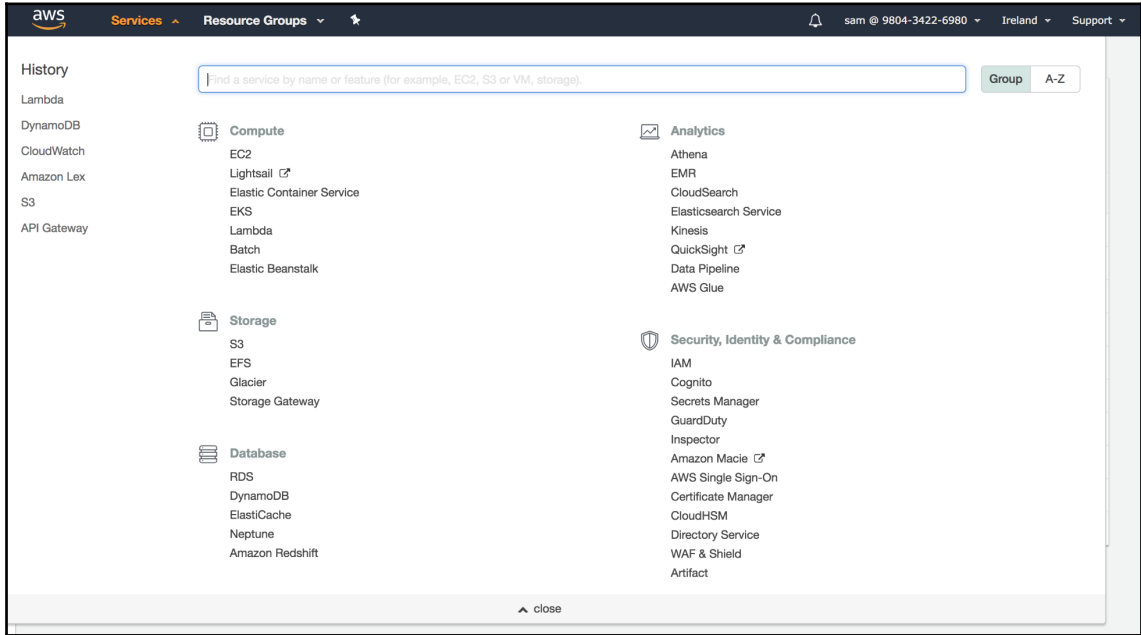 aws Services Resource Groups sam @ 9804-3422-6980 Ireland Support
History
Lambda
DynamoDB
CloudWatch
Amazon Lex
S3
API Gateway
Find a service by name or feature (for example, EC2, S3 or VM, storage).
Group A-Z
Compute
EC2
Lightsail
Elastic Container Service
EKS
Lambda
Batch
Elastic Beanstalk
Storage
S3
EFS
Glacier
Storage Gateway
Database
RDS
DynamoDB
ElastiCache
Neptune
Amazon Redshift
Analytics
Athena
EMR
CloudSearch
Elasticsearch Service
Kinesis
QuickSight
Data Pipeline
AWS Glue
Security, Identity & Compliance
IAM
Cognito
Secrets Manager
GuardDuty
Inspector
Amazon Macie
AWS Single Sign-On
Certificate Manager
CloudHSM
Directory Service
WAF & Shield
Artifact
close